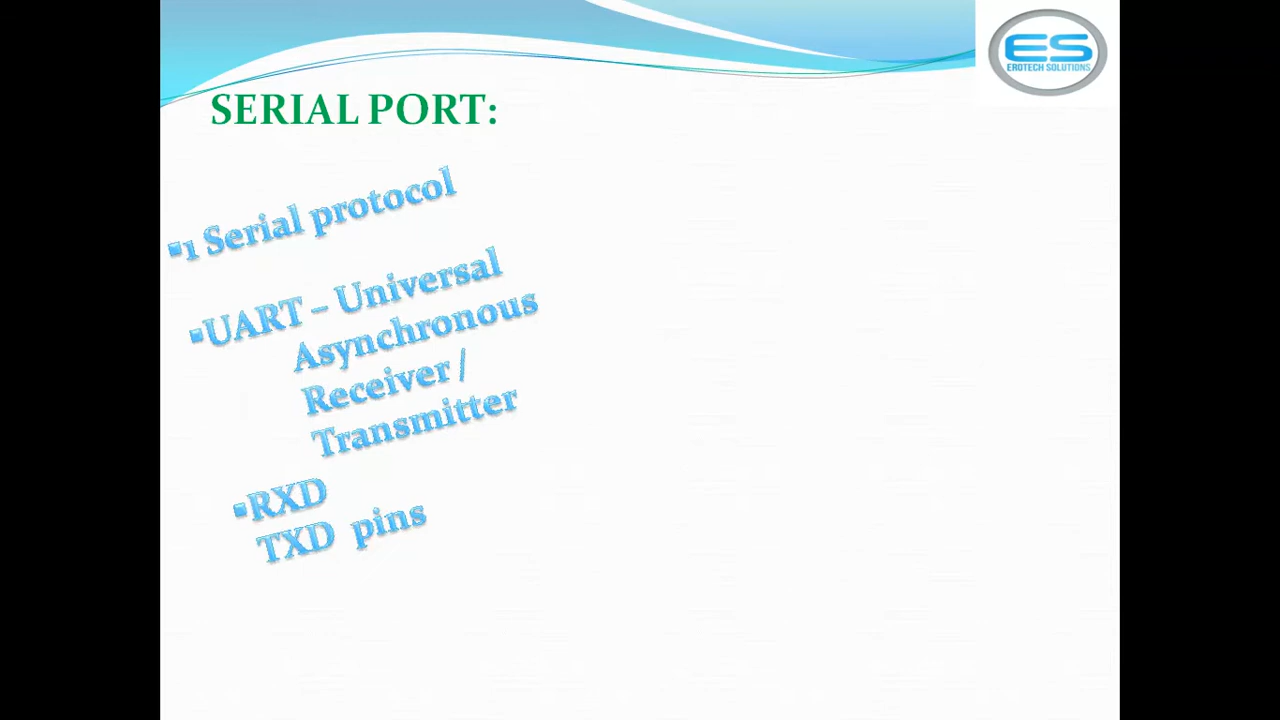 ES
EROTECH SOLUTIONS
SERIAL PORT:
▪1 Serial protocol
▪UART – Universal
Asynchronous
Receiver /
Transmitter
▪RXD
TXD pins